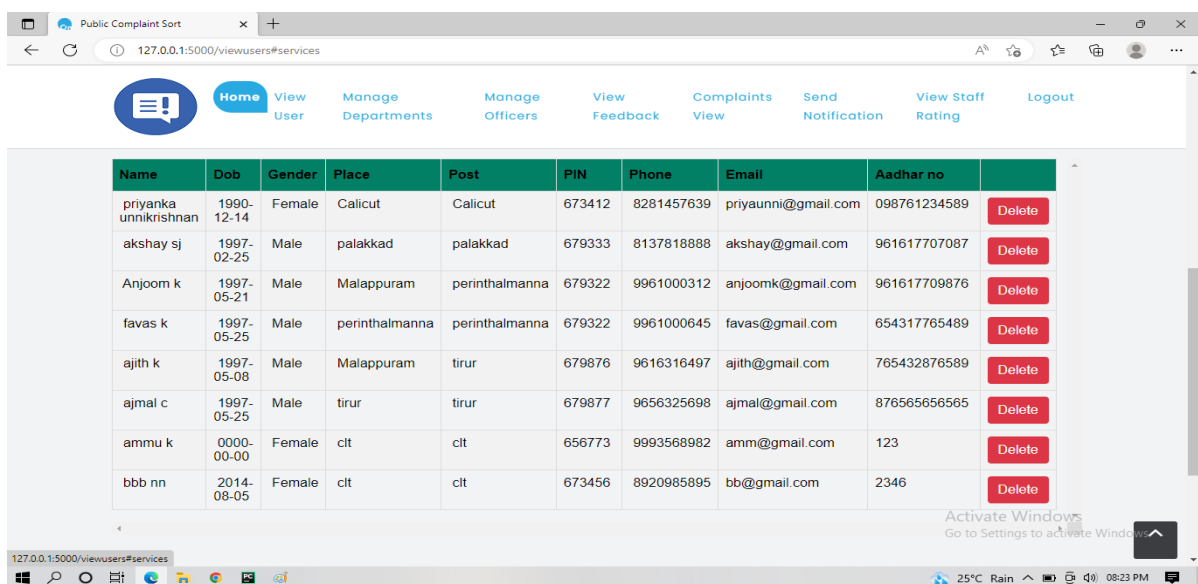 Public Complaint Sort
127.0.0.1:5000/viewusers#services
Home View User Manage Departments Manage Officers View Feedback Complaints View Send Notification View Staff Rating Logout
Name Dob Gender Place Post PIN Phone Email Aadhar no
priyanka unnikrishnan 1990-12-14 Female Calicut Calicut 673412 8281457639 priyaunni@gmail.com 098761234589 Delete
akshay sj 1997-02-25 Male palakkad palakkad 679333 8137818888 akshay@gmail.com 961617707087 Delete
Anjoom k 1997-05-21 Male Malappuram perinthalmanna 679322 9961000312 anjoomk@gmail.com 961617709876 Delete
favas k 1997-05-25 Male perinthalmanna perinthalmanna 679322 9961000645 favas@gmail.com 654317765489 Delete
ajith k 1997-05-08 Male Malappuram tirur 679876 9616316497 ajith@gmail.com 765432876589 Delete
ajmal c 1997-05-25 Male tirur tirur 679877 9656325698 ajmal@gmail.com 876565656565 Delete
ammu k 0000-00-00 Female clt clt 656773 9993568982 amm@gmail.com 123 Delete
bbb nn 2014-08-05 Female clt clt 673456 8920985895 bb@gmail.com 2346 Delete
Activate Windows
Go to Settings to activate Windows
127.0.0.1:5000/viewusers#services
25°C Rain 08:23 PM